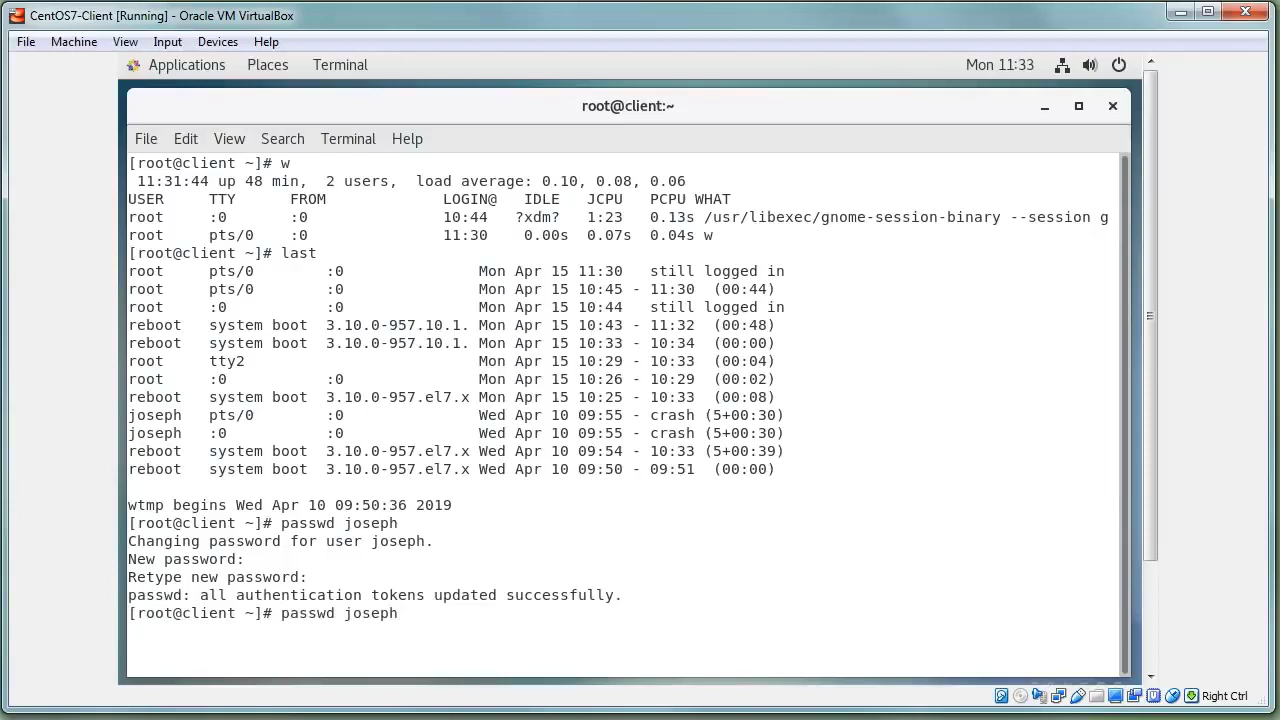 CentOS7-Client [Running] - Oracle VM VirtualBox
File Machine View Input Devices Help
Applications Places Terminal Mon 11:33
root@client:~
File Edit View Search Terminal Help
[root@client ~]# w
11:31:44 up 48 min, 2 users, load average: 0.10, 0.08, 0.06
USER TTY FROM LOGIN@ IDLE JCPU PCPU WHAT
root :0 :0 10:44 ?xdm? 1:23 0.13s /usr/libexec/gnome-session-binary --session g
root pts/0 :0 11:30 0.00s 0.07s 0.04s w
[root@client ~]# last
root pts/0 :0 Mon Apr 15 11:30 still logged in
root pts/0 :0 Mon Apr 15 10:45 - 11:30 (00:44)
root :0 :0 Mon Apr 15 10:44 still logged in
reboot system boot 3.10.0-957.10.1. Mon Apr 15 10:43 - 11:32 (00:48)
reboot system boot 3.10.0-957.10.1. Mon Apr 15 10:33 - 10:34 (00:00)
root tty2 Mon Apr 15 10:29 - 10:33 (00:04)
root :0 :0 Mon Apr 15 10:26 - 10:29 (00:02)
reboot system boot 3.10.0-957.el7.x Mon Apr 15 10:25 - 10:33 (00:08)
joseph pts/0 :0 Wed Apr 10 09:55 - crash (5+00:30)
joseph :0 :0 Wed Apr 10 09:55 - crash (5+00:30)
reboot system boot 3.10.0-957.el7.x Wed Apr 10 09:54 - 10:33 (5+00:39)
reboot system boot 3.10.0-957.el7.x Wed Apr 10 09:50 - 09:51 (00:00)
wtmp begins Wed Apr 10 09:50:36 2019
[root@client ~]# passwd joseph
Changing password for user joseph.
New password:
Retype new password:
passwd: all authentication tokens updated successfully.
[root@client ~]# passwd joseph
Right Ctrl